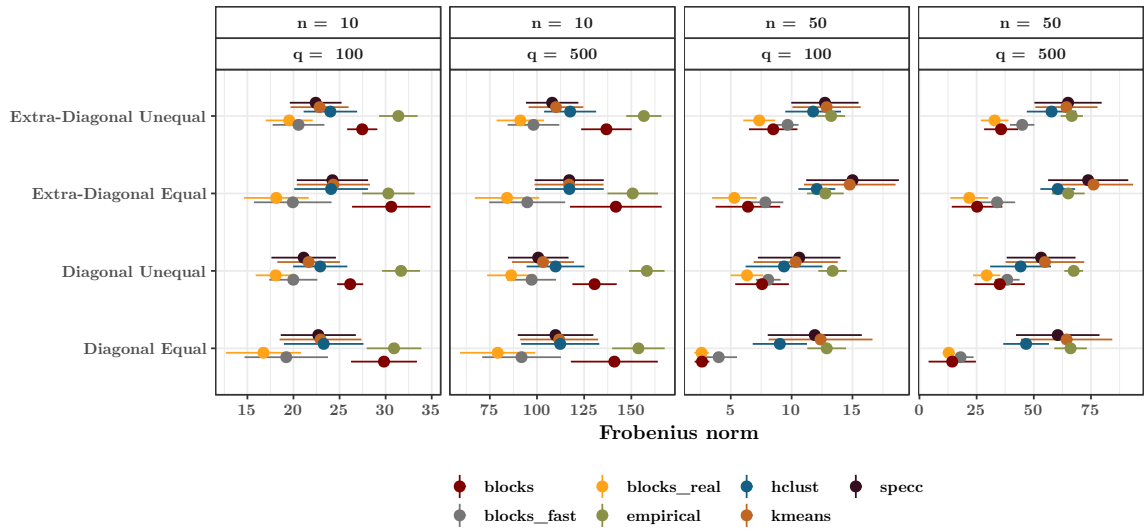 n = 10
n = 10
n = 50
n = 50
q = 100
q = 500
q = 100
q = 500
Extra-Diagonal Unequal
Extra-Diagonal Equal
Diagonal Unequal
Diagonal Equal
15 20 25 30 35
75 100 125 150
5 10 15
0 25 50 75
Frobenius norm
blocks blocks_real hclust specc
blocks_fast empirical kmeans